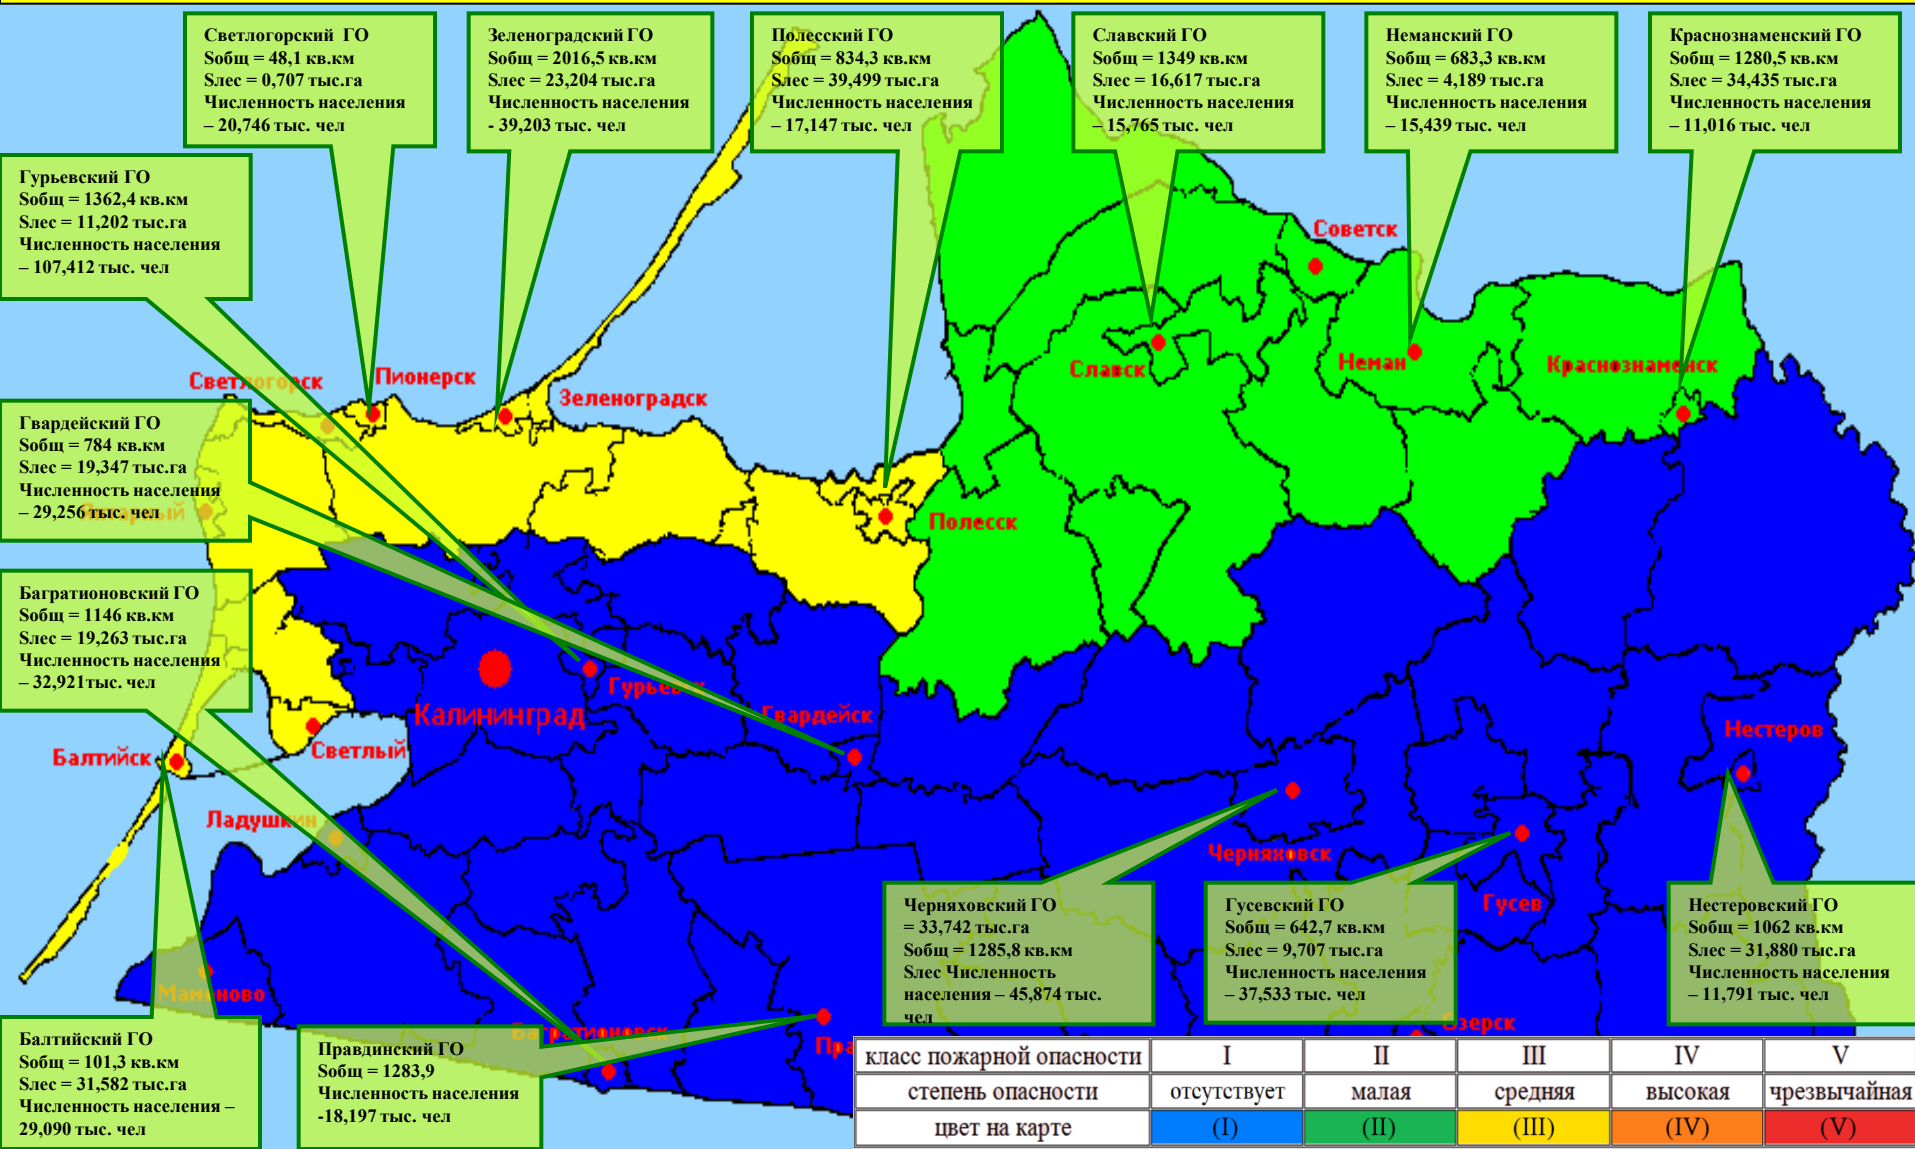 Светлогорский ГО
Sобщ = 48,1 кв.км
Sлес = 0,707 тыс.га
Численность населения
– 20,746 тыс. чел
Зеленоградский ГО
Sобщ = 2016,5 кв.км
Sлес = 23,204 тыс.га
Численность населения
- 39,203 тыс. чел
Полесский ГО
Sобщ = 834,3 кв.км
Sлес = 39,499 тыс.га
Численность населения
– 17,147 тыс. чел
Славский ГО
Sобщ = 1349 кв.км
Sлес = 16,617 тыс.га
Численность населения
– 15,765 тыс. чел
Неманский ГО
Sобщ = 683,3 кв.км
Sлес = 4,189 тыс.га
Численность населения
– 15,439 тыс. чел
Краснознаменский ГО
Sобщ = 1280,5 кв.км
Sлес = 34,435 тыс.га
Численность населения
– 11,016 тыс. чел
Гурьевский ГО
Sобщ = 1362,4 кв.км
Sлес = 11,202 тыс.га
Численность населения
– 107,412 тыс. чел
Советск
Славск
Неман
Краснознаменск
Светлогорск
Пионерск
Зеленоградск
Гвардейский ГО
Sобщ = 784 кв.км
Sлес = 19,347 тыс.га
Численность населения
– 29,256 тыс. чел
Янтарный
Полесск
Багратионовский ГО
Sобщ = 1146 кв.км
Sлес = 19,263 тыс.га
Численность населения
– 32,921тыс. чел
Гурьевск
Калининград
Гвардейск
Нестеров
Балтийск
Светлый
Ладушкин
Черняховск
Гусев
Мамоново
Багратионовск
Озерск
Пра
Черняховский ГО
= 33,742 тыс.га
Sобщ = 1285,8 кв.км
Sлес Численность
населения – 45,874 тыс.
чел
Гусевский ГО
Sобщ = 642,7 кв.км
Sлес = 9,707 тыс.га
Численность населения
– 37,533 тыс. чел
Нестеровский ГО
Sобщ = 1062 кв.км
Sлес = 31,880 тыс.га
Численность населения
– 11,791 тыс. чел
Балтийский ГО
Sобщ = 101,3 кв.км
Sлес = 31,582 тыс.га
Численность населения –
29,090 тыс. чел
Правдинский ГО
Sобщ = 1283,9
Численность населения
-18,197 тыс. чел
класс пожарной опасности I II III IV V
степень опасности отсутствует малая средняя высокая чрезвычайная
цвет на карте (I) (II) (III) (IV) (V)